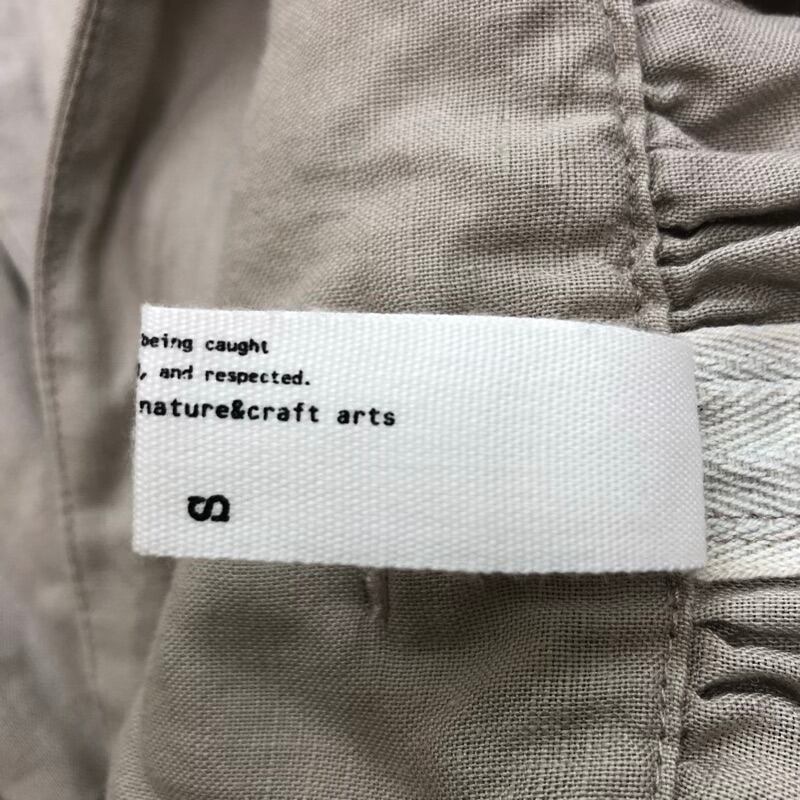 being caught
, and respected.
nature&craft arts
S